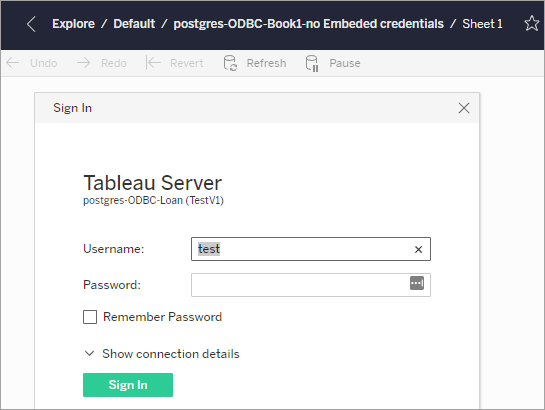 Explore / Default / postgres-ODBC-Book1-no Embeded credentials / Sheet 1
Undo Redo Revert Refresh Pause
Sign In
Tableau Server
postgres-ODBC-Loan (TestV1)
Username: test
Password:
Remember Password
Show connection details
Sign In